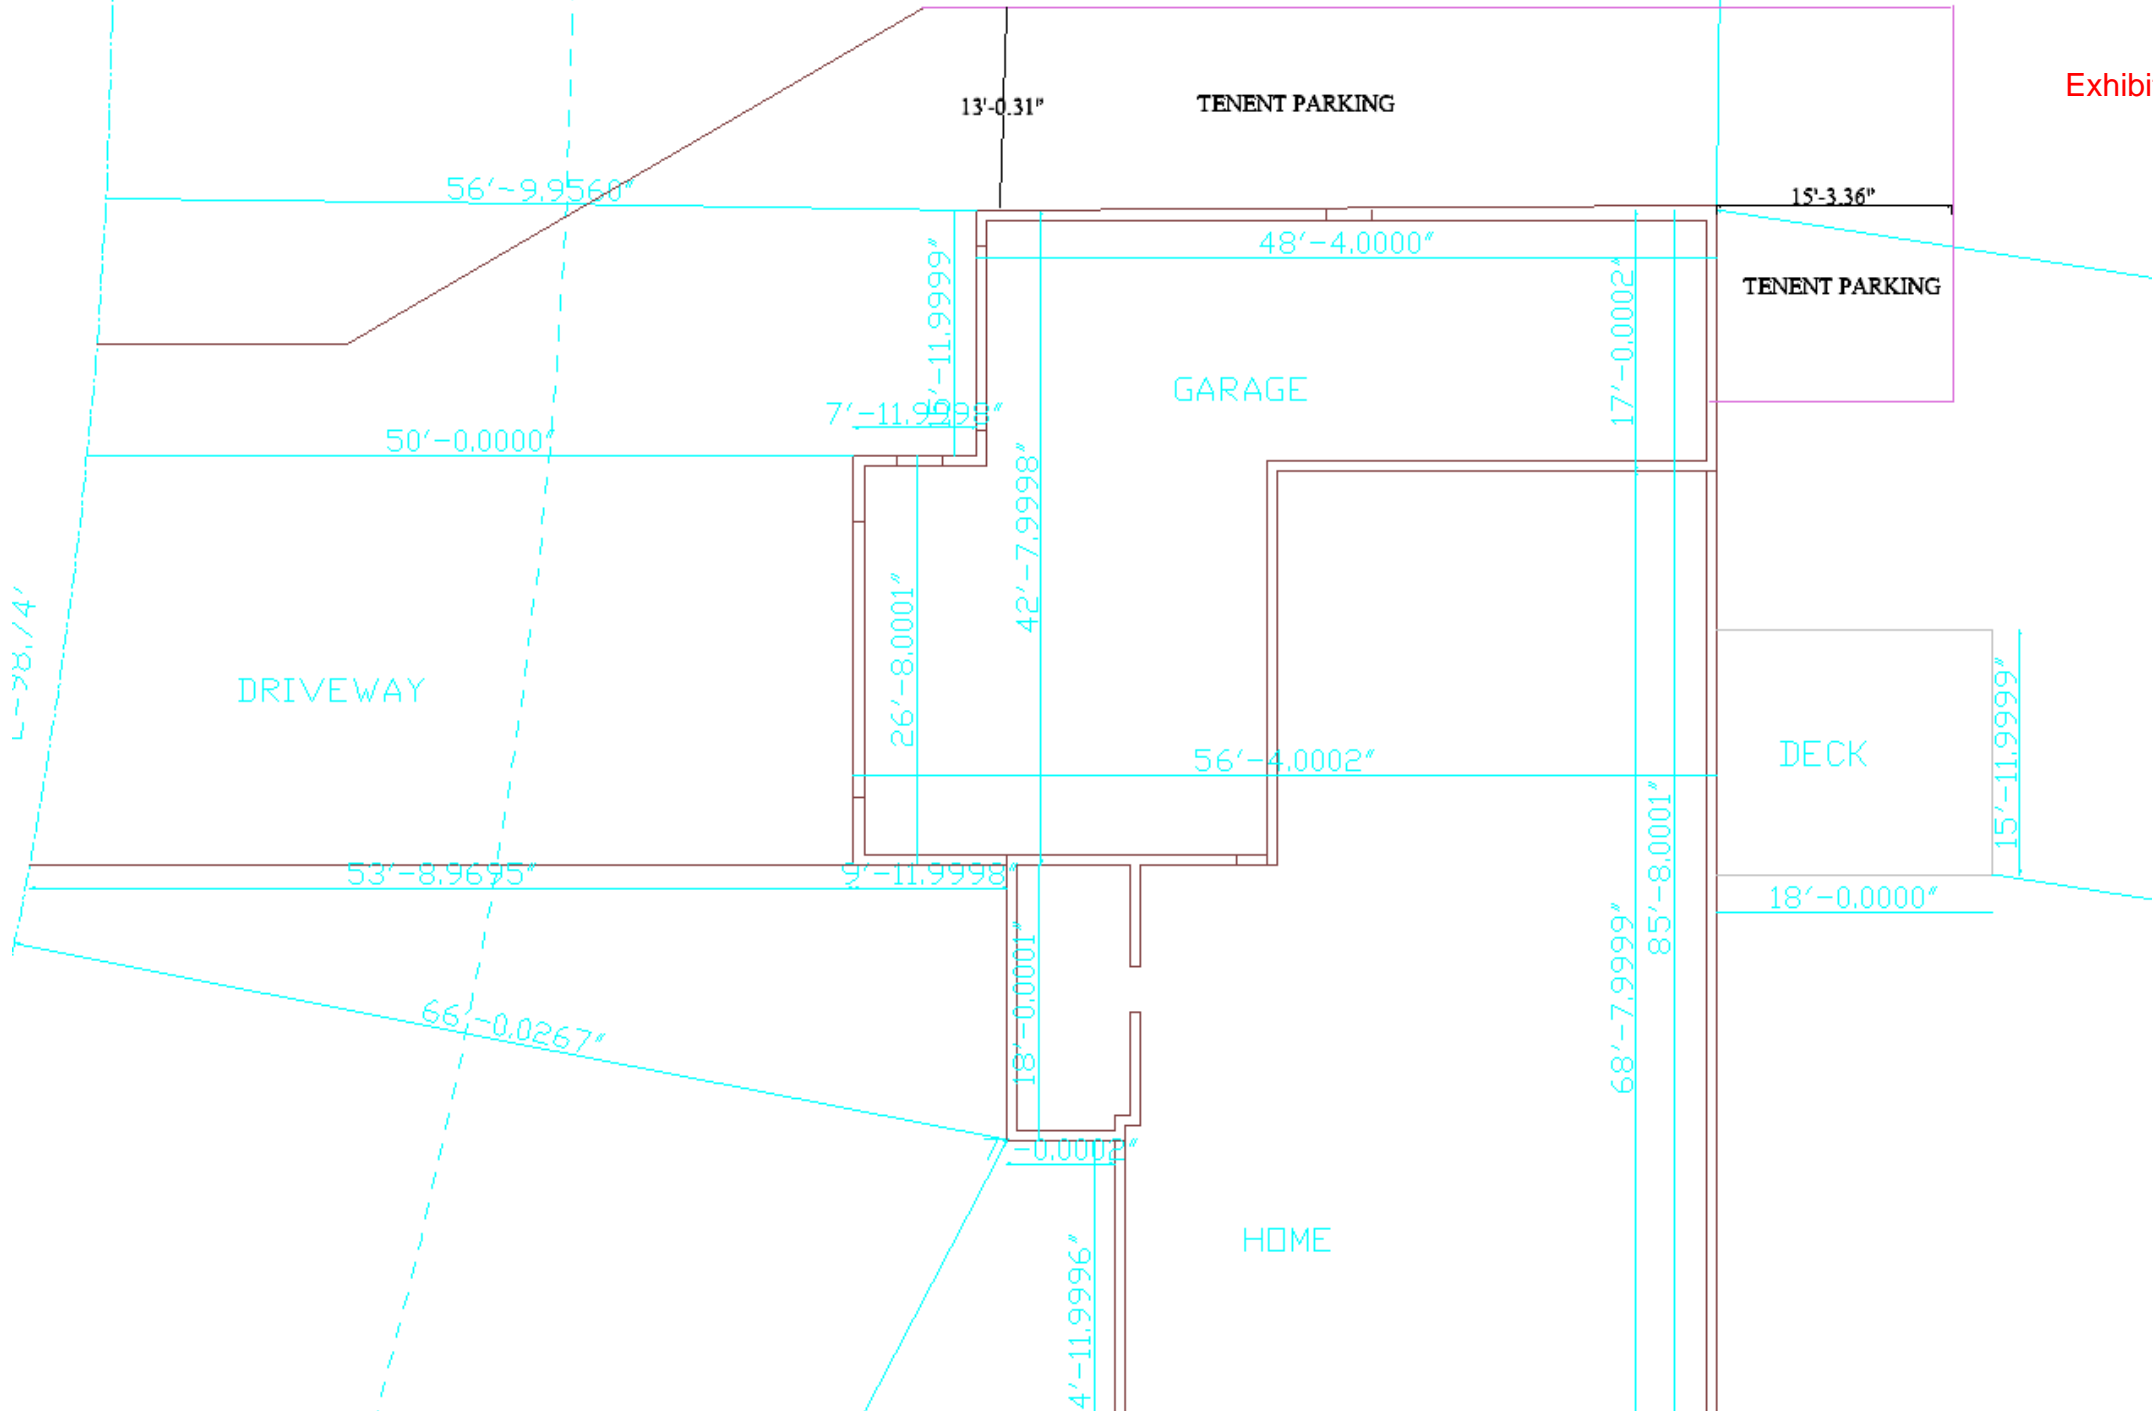 Exhibi
13'-0.31"
TENENT PARKING
56'-9.9560"
15'-3.36"
48'-4.0000"
17'-0.0002"
TENENT PARKING
GARAGE
7'-11.9998"
50'-0.0000"
42'-7.9998"
26'-8.0001"
DRIVEWAY
56'-4.0002"
DECK
15'-11.9999"
53'-8.9695"
9'-11.9998"
85'-8.0001"
18'-0.0000"
68'-7.9999"
18'-0.0001"
66'-0.0267"
7'-0.0002"
HOME
4'-11.9996"